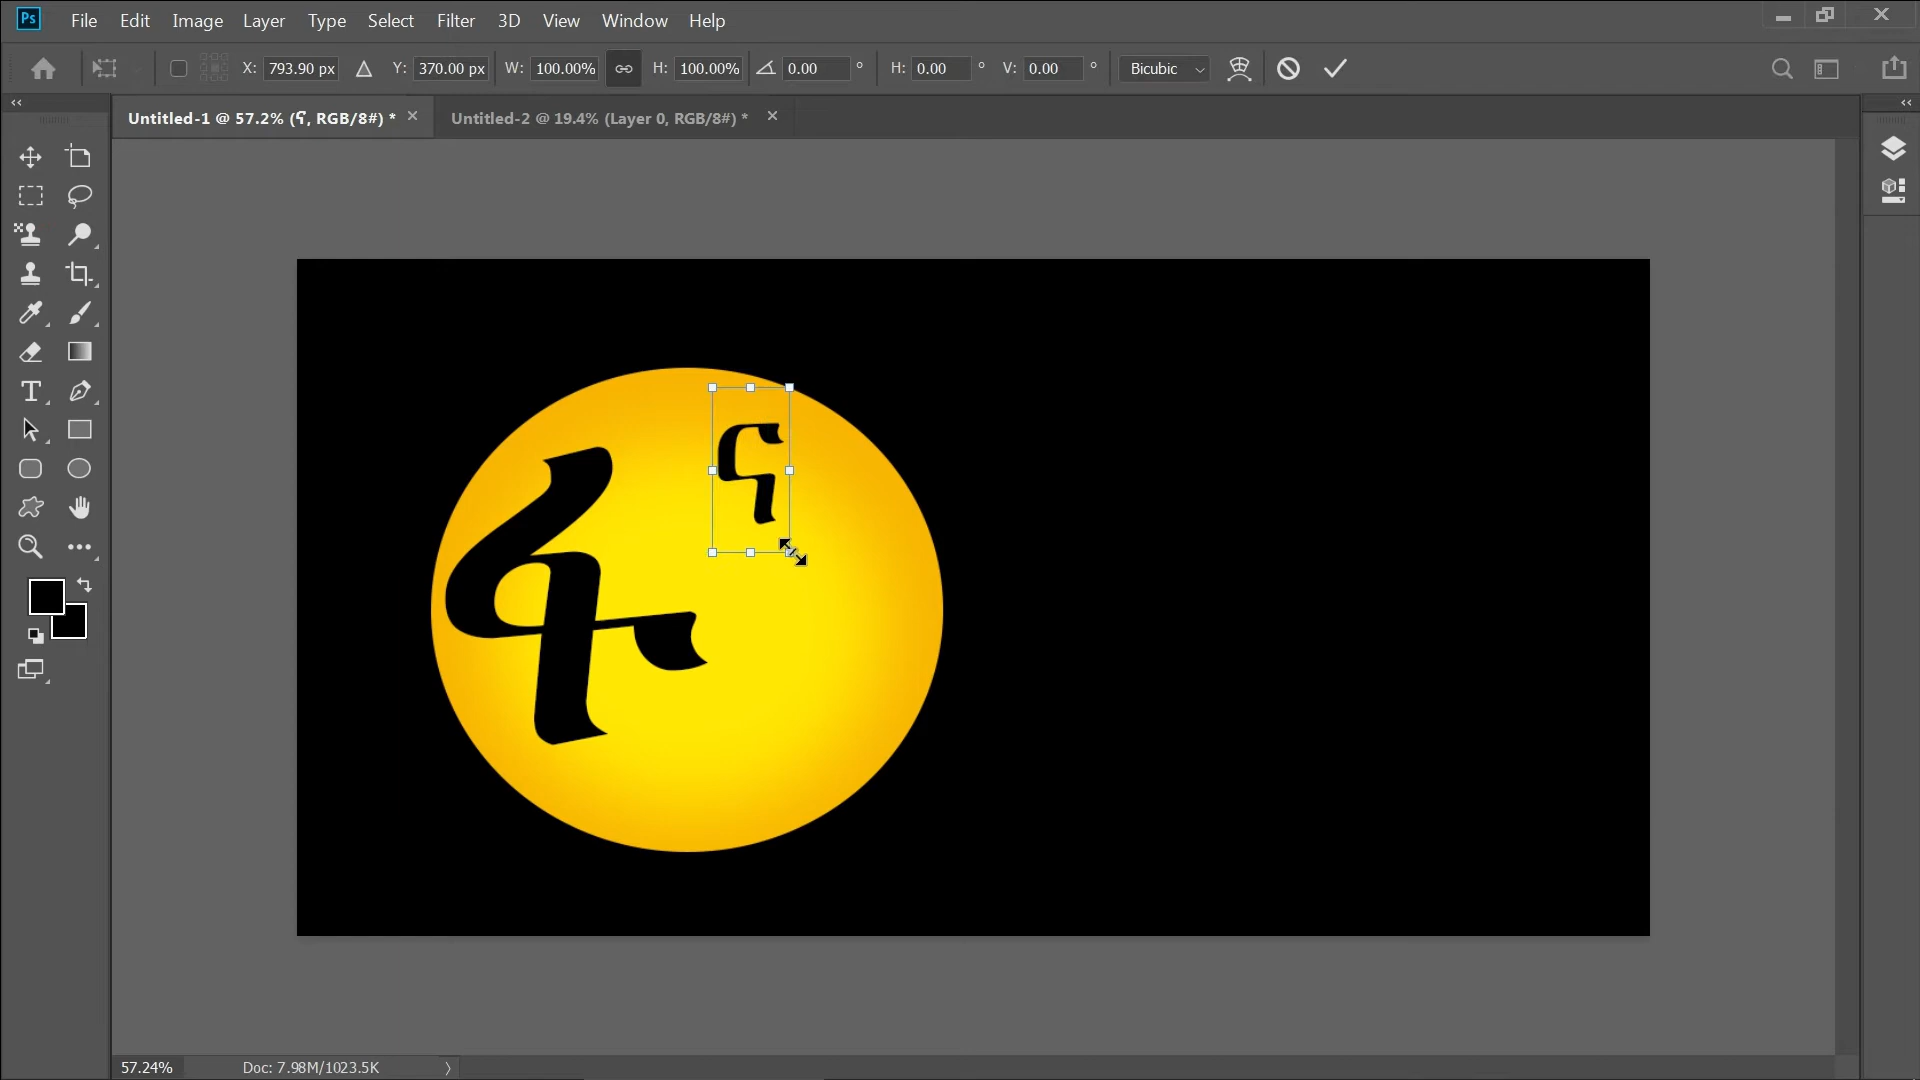 Ps File Edit Image Layer Type Select Filter 3D View Window Help
X: 793.90 px Y: 370.00 px W: 100.00% H: 100.00% 0.00 ° H: 0.00 ° V: 0.00 ° Bicubic
Untitled-1 @ 57.2% (ና, RGB/8#) * × Untitled-2 @ 19.4% (Layer 0, RGB/8#) * ×
ና
ፉ
57.24% Doc: 7.98M/1023.5K